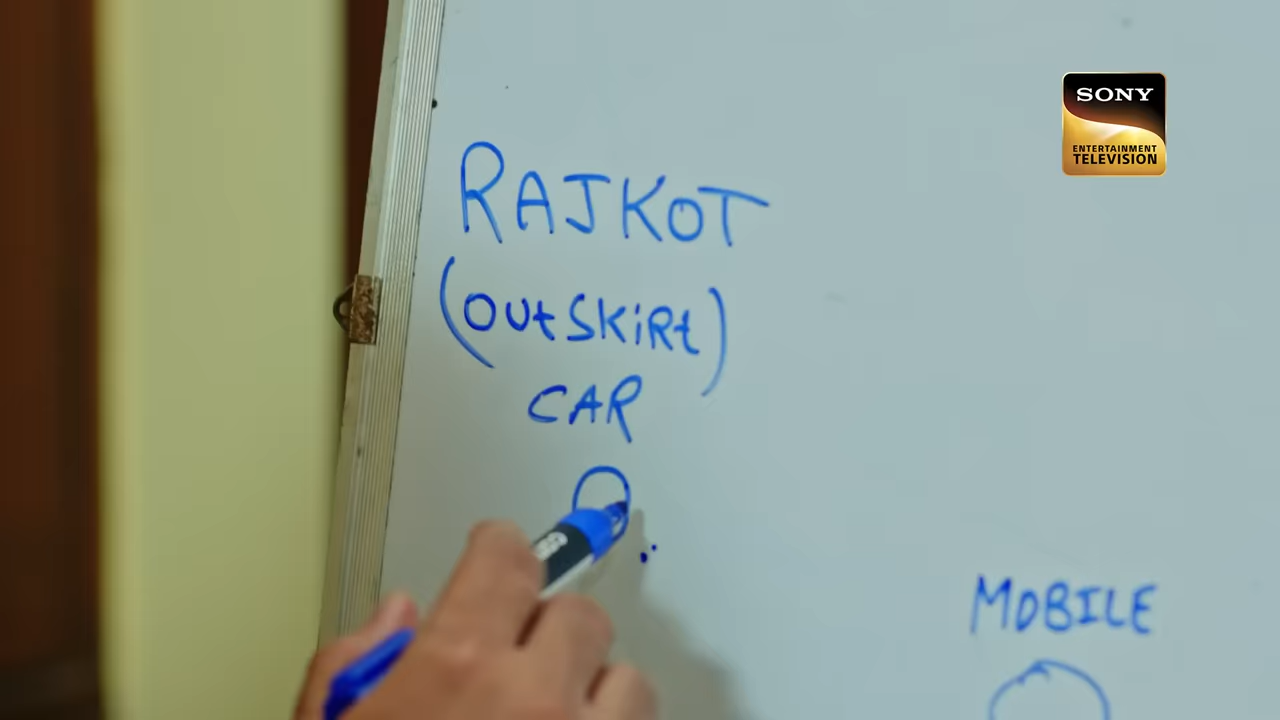 SONY
ENTERTAINMENT
TELEVISION
RAJKOT
(OUtSKiRt)
CAR
MOBILE